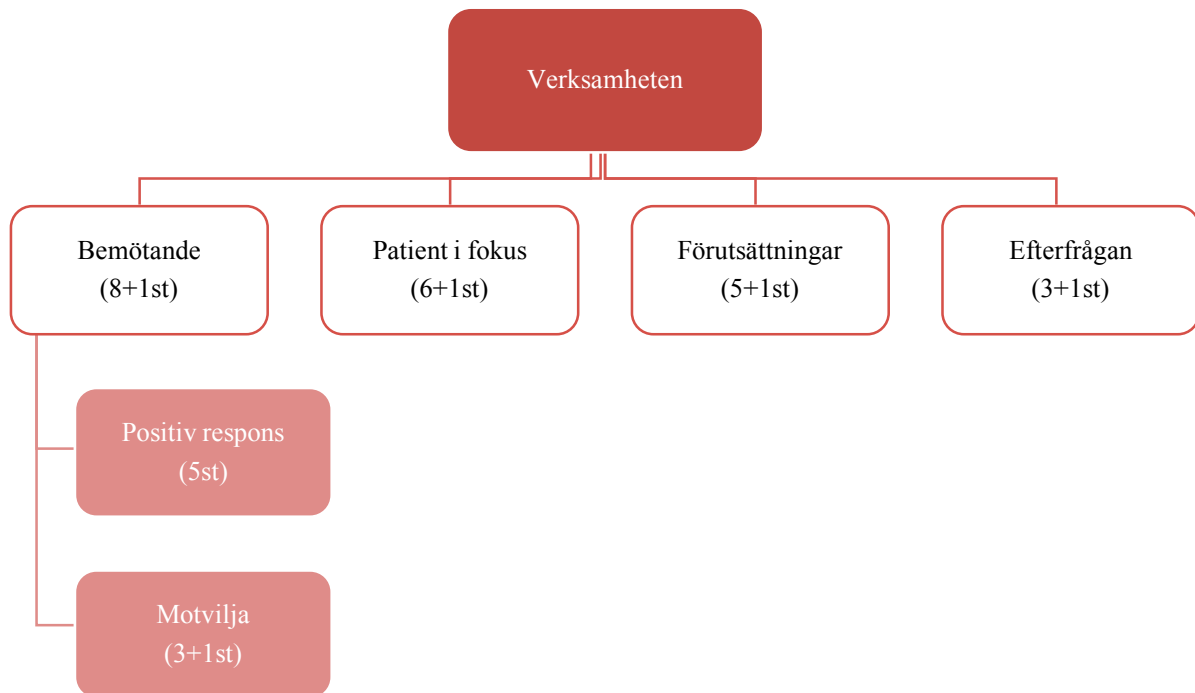 Verksamheten
Bemötande
(8+1st)
Patient i fokus
(6+1st)
Förutsättningar
(5+1st)
Efterfrågan
(3+1st)
Positiv respons
(5st)
Motvilja
(3+1st)